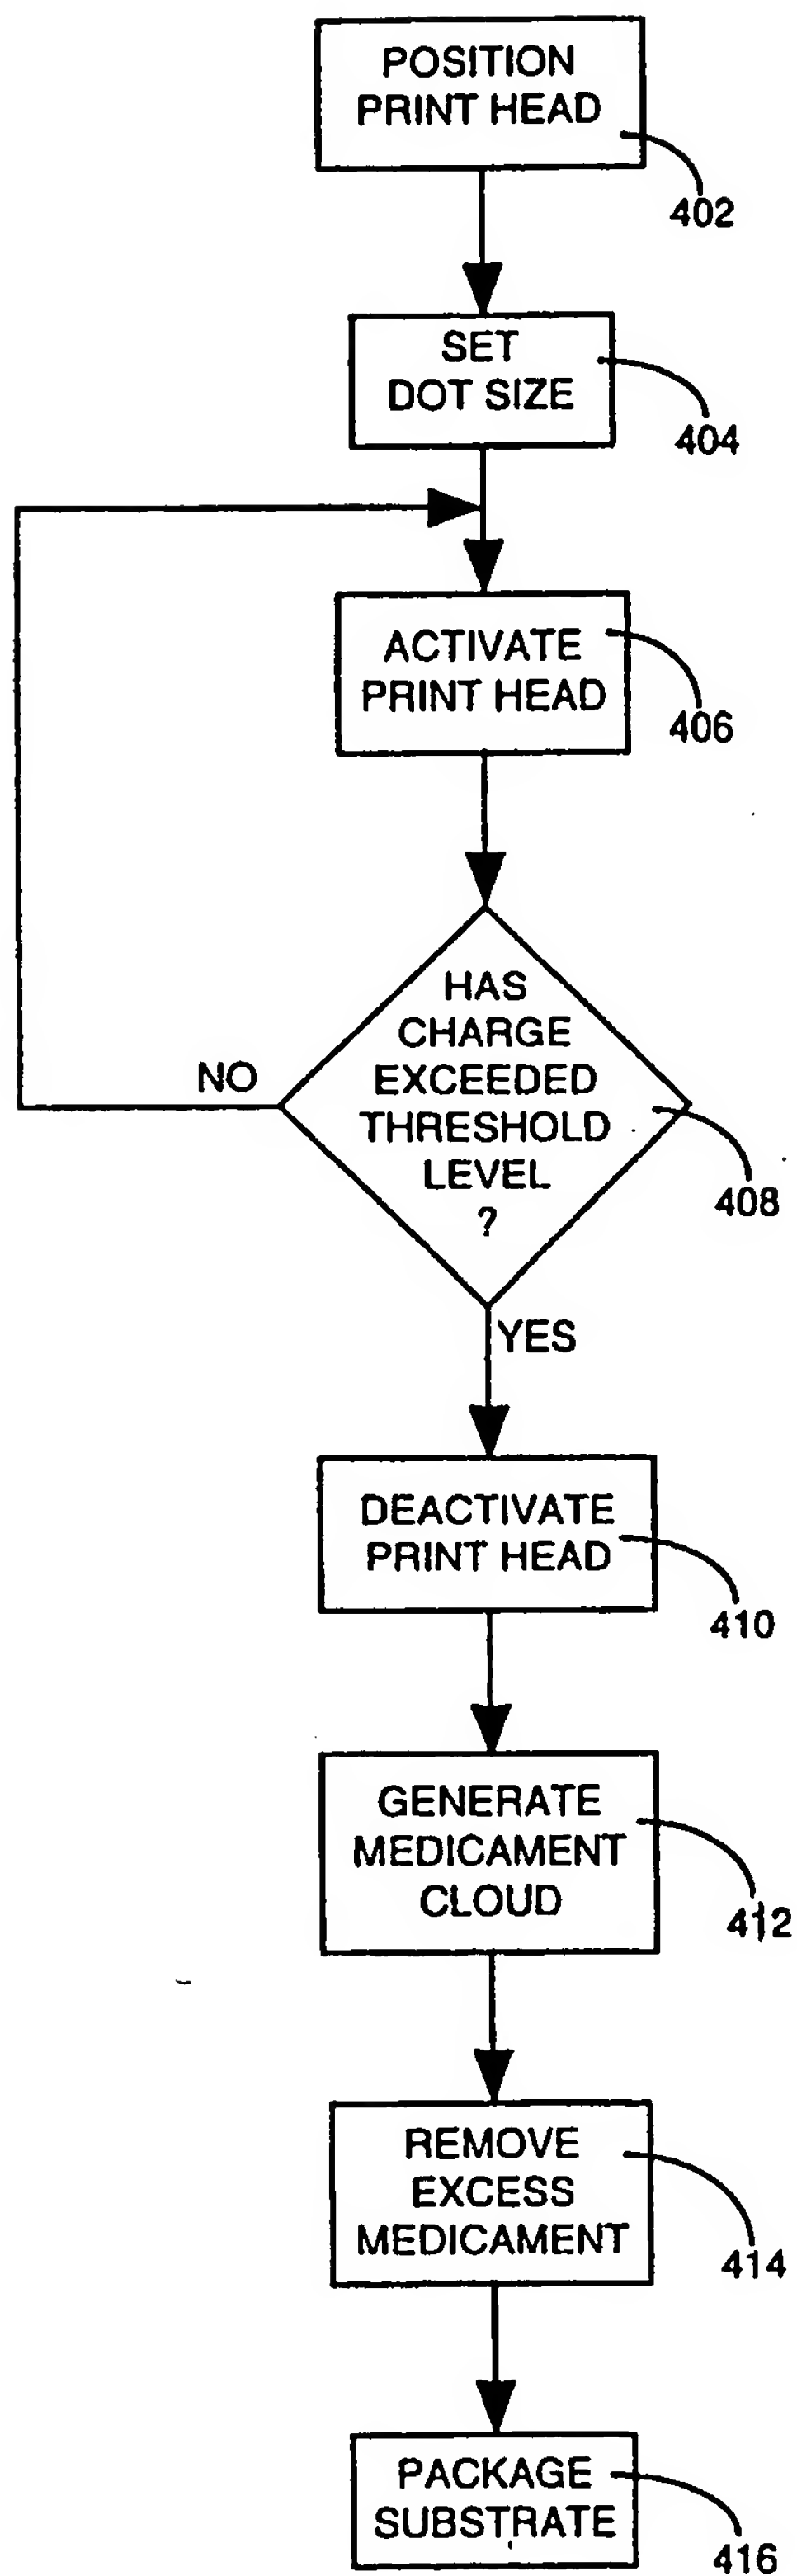 POSITION
PRINT HEAD
402
SET
DOT SIZE
404
ACTIVATE
PRINT HEAD
406
HAS
CHARGE
EXCEEDED
THRESHOLD
LEVEL
?
408
NO
YES
DEACTIVATE
PRINT HEAD
410
GENERATE
MEDICAMENT
CLOUD
412
REMOVE
EXCESS
MEDICAMENT
414
PACKAGE
SUBSTRATE
416